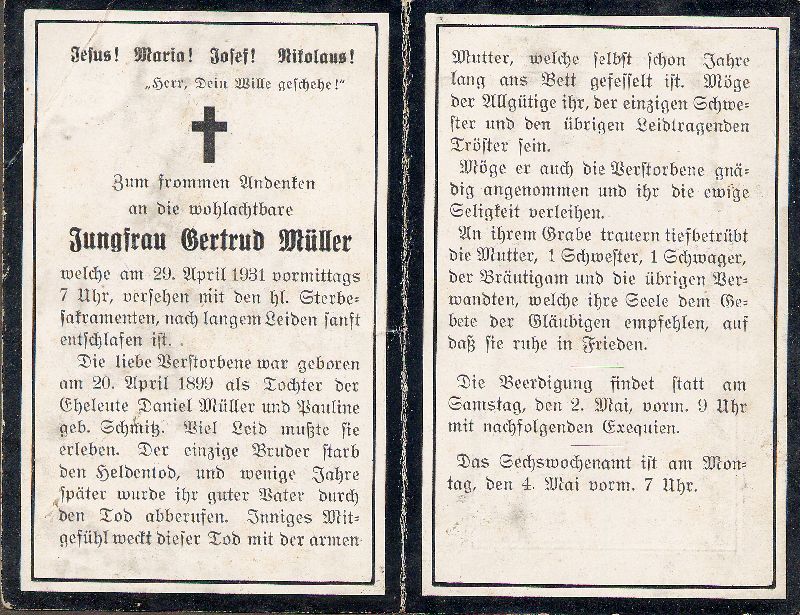 Jesus! Maria! Josef! Nikolaus!
„Herr, Dein Wille geschehe!“
Zum frommen Andenken
an die wohlachtbare
Jungfrau Gertrud Müller
welche am 29. April 1931 vormittags
7 Uhr, versehen mit den hl. Sterbe-
sakramenten, nach langem Leiden sanft
entschlafen ist.
Die liebe Verstorbene war geboren
am 20. April 1899 als Tochter der
Eheleute Daniel Müller und Pauline
geb. Schmitz. Viel Leid mußte sie
erleben. Der einzige Bruder starb
den Heldentod, und wenige Jahre
später wurde ihr guter Vater durch
den Tod abberufen. Inniges Mit-
gefühl weckt dieser Tod mit der armen
Mutter, welche selbst schon Jahre
lang ans Bett gefesselt ist. Möge
der Allgütige ihr, der einzigen Schwe-
ster und den übrigen Leidtragenden
Tröster sein.
Möge er auch die Verstorbene gnä-
dig angenommen und ihr die ewige
Seligkeit verleihen.
An ihrem Grabe trauern tiefbetrübt
die Mutter, 1 Schwester, 1 Schwager,
der Bräutigam und die übrigen Ver-
wandten, welche ihre Seele dem Ge-
bete der Gläubigen empfehlen, auf
daß sie ruhe in Frieden.
Die Beerdigung findet statt am
Samstag, den 2. Mai, vorm. 9 Uhr
mit nachfolgenden Exequien.
Das Sechswochenamt ist am Mon-
tag, den 4. Mai vorm. 7 Uhr.